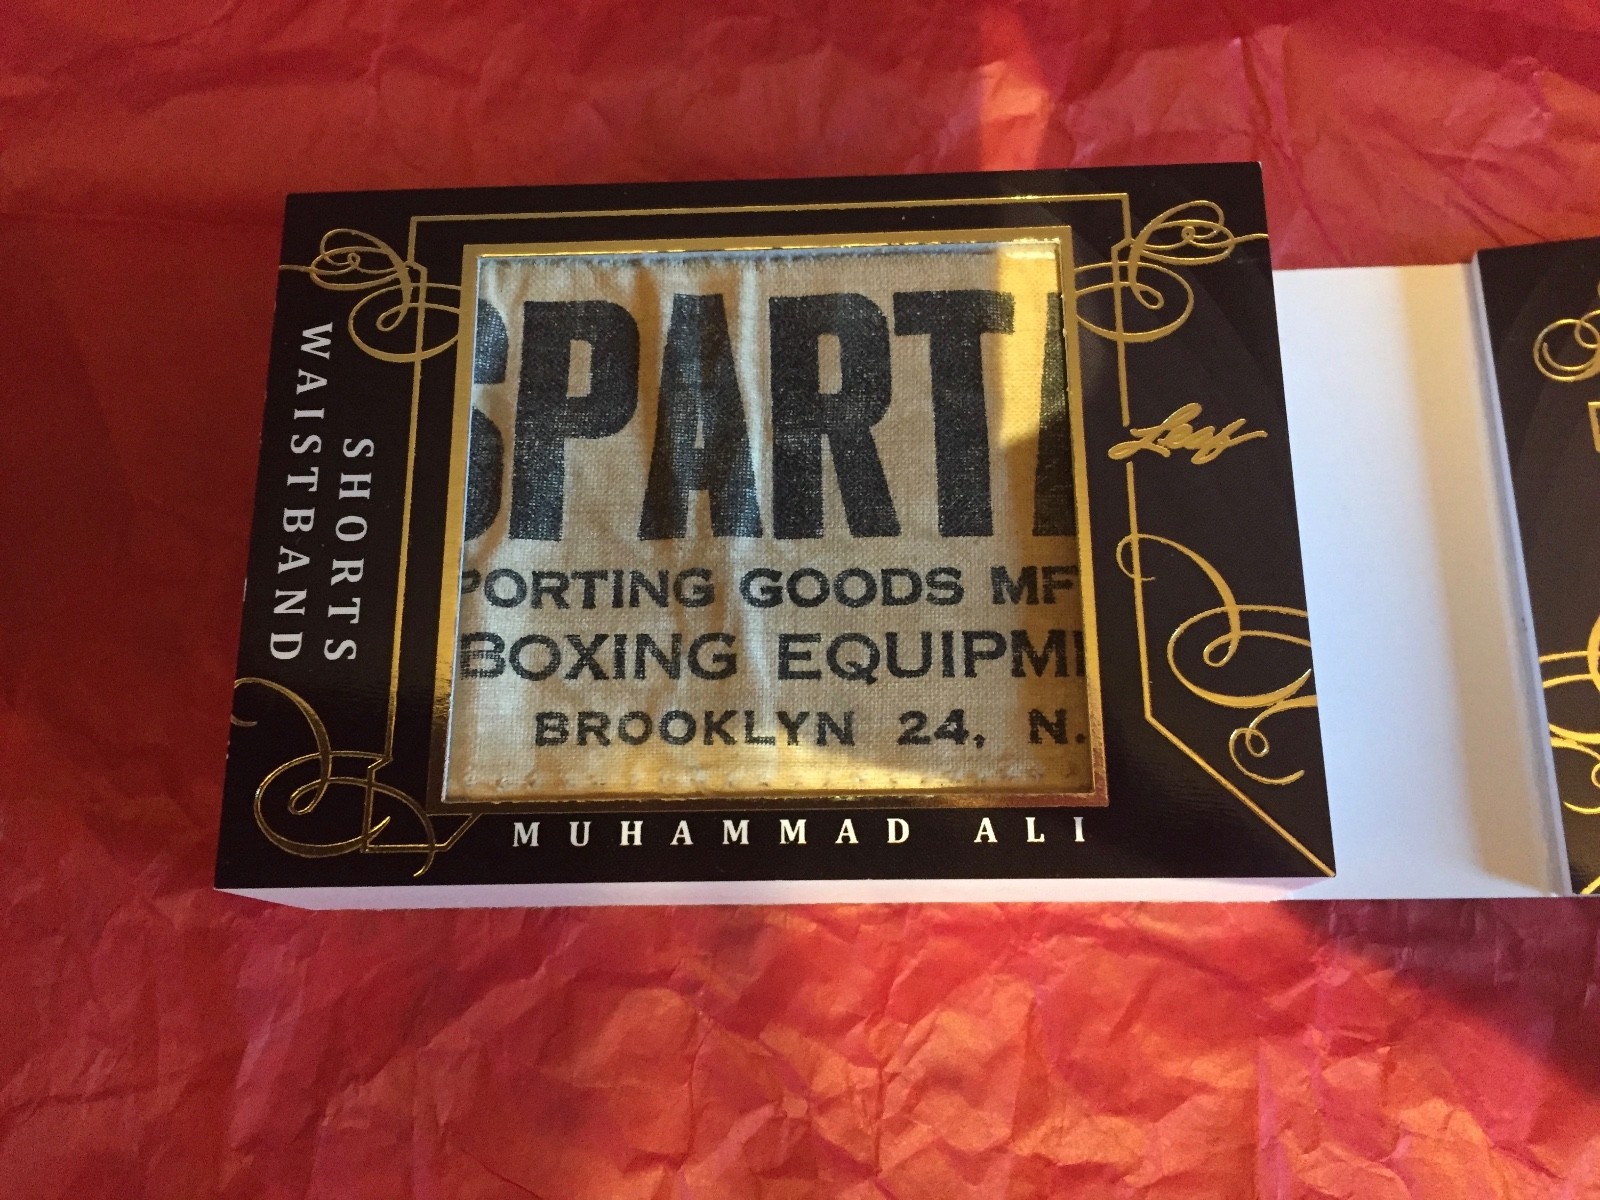 SHORTS
WAISTBAND
SPART
PORTING GOODS MF
BOXING EQUIPM
BROOKLYN 24, N.
Leaf
MUHAMMAD ALI